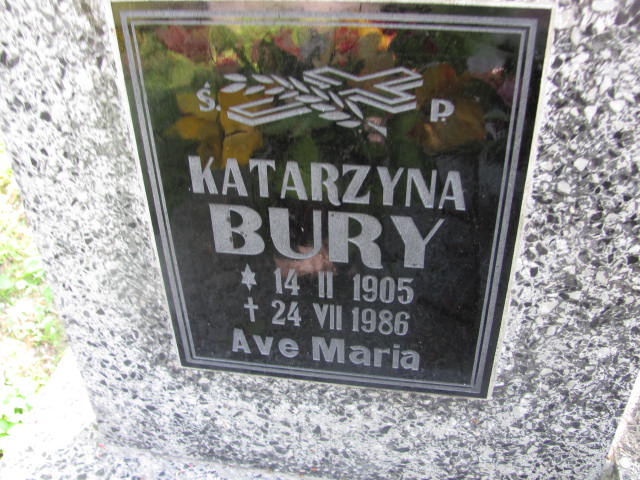 Ś. P.
KATARZYNA
BURY
* 14 II 1905
† 24 VII 1986
Ave Maria